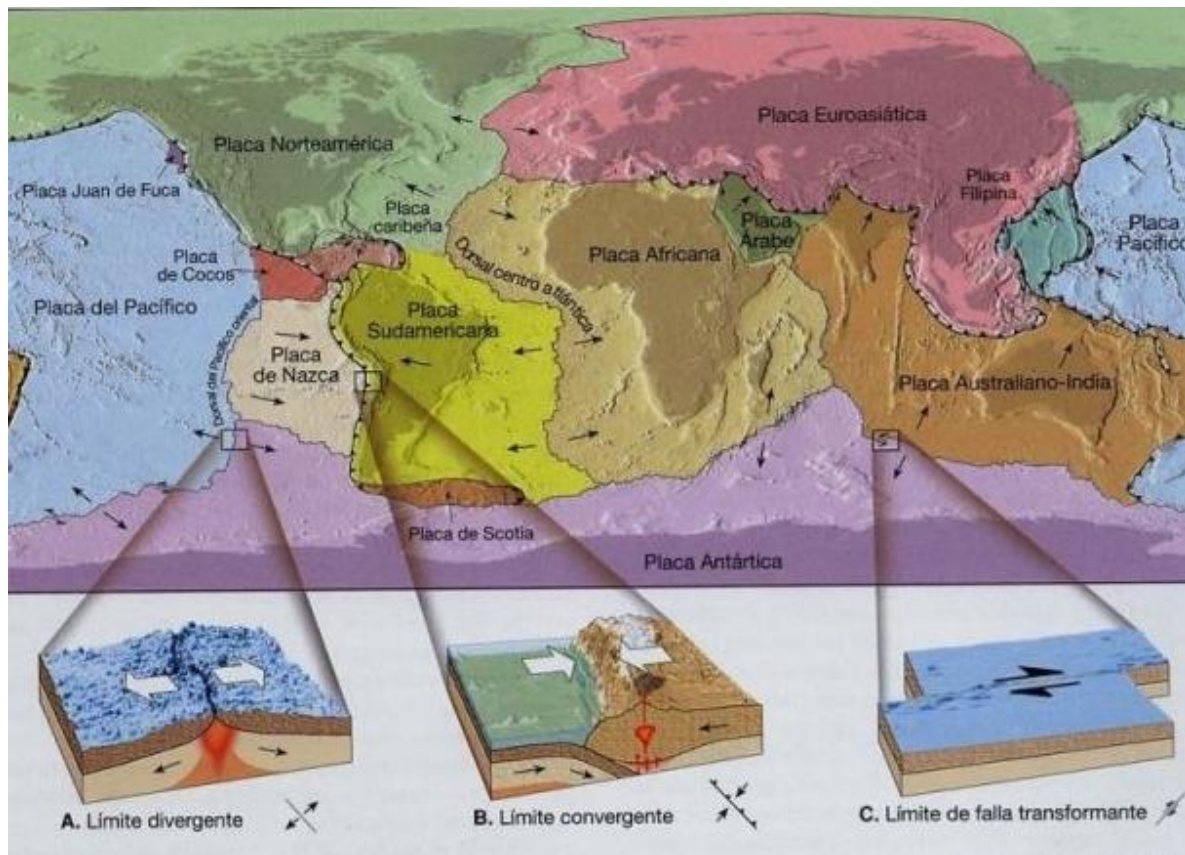 Placa Norteamérica
Placa Euroasiática
Placa Juan de Fuca
Placa
caribeña
Placa
Filipina
Placa
Árabe
Placa
Pacífico
Placa
de Cocos
Placa Africana
Dorsal centro atlántica
Placa del Pacífico
Dorsal del Pacífico oriental
Placa
Sudamericana
Placa
de Nazca
Placa Australiano-India
Placa de Scotia
Placa Antártica
A. Límite divergente
B. Límite convergente
C. Límite de falla transformante